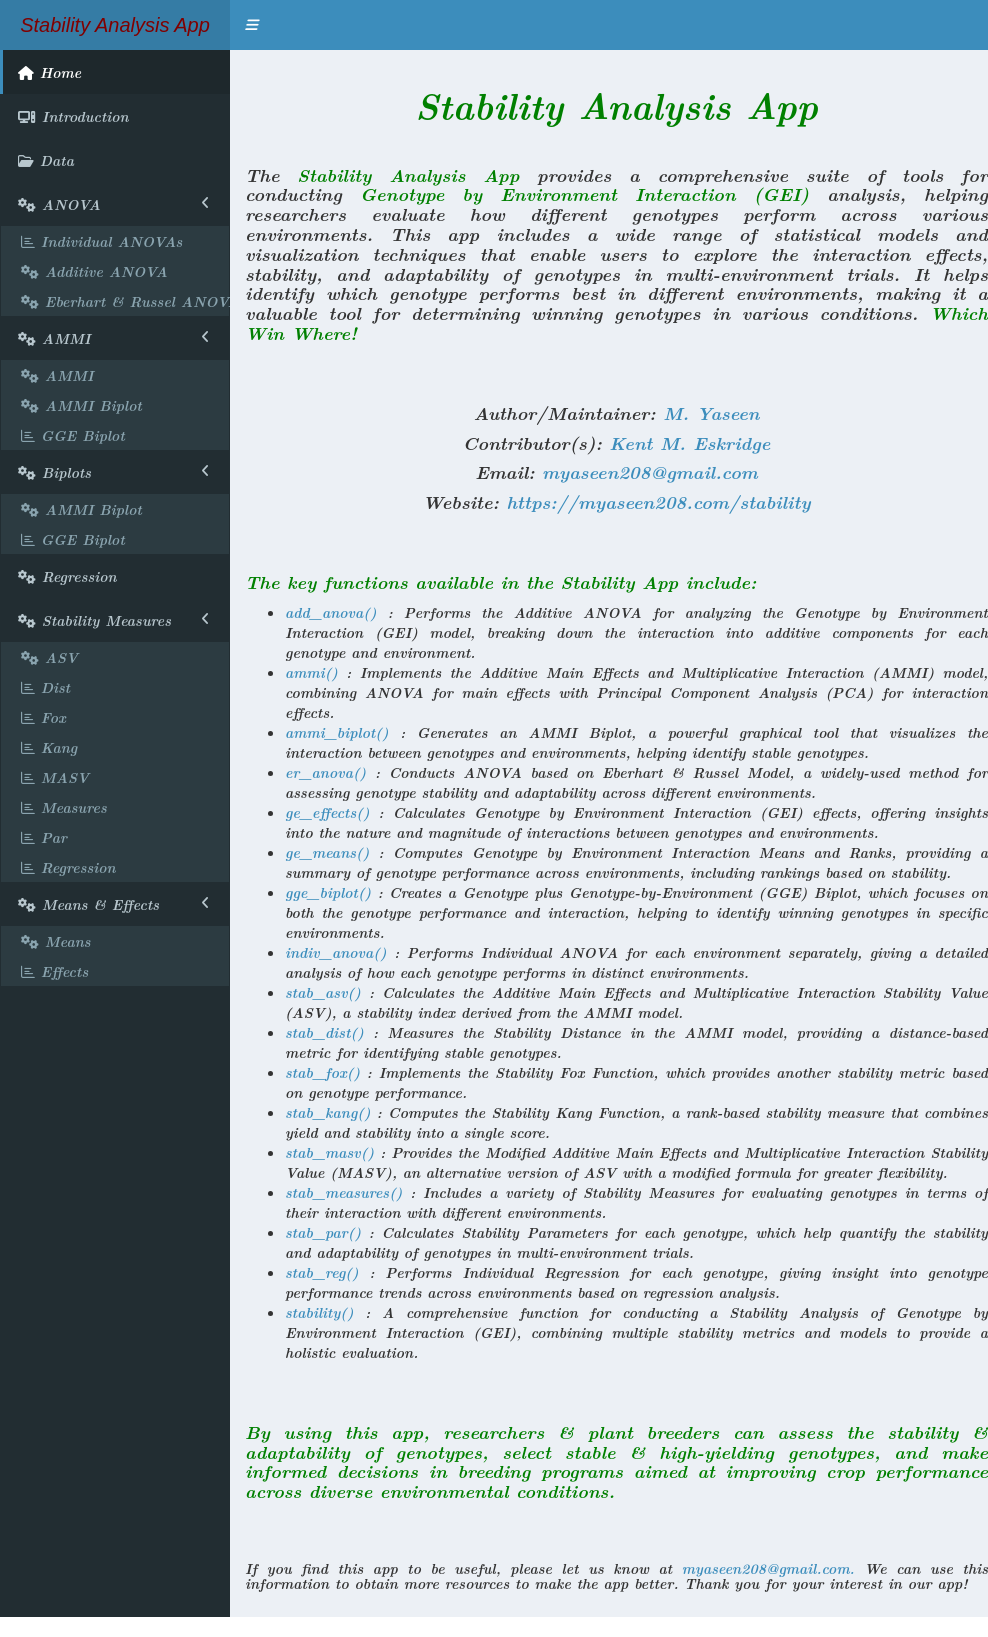 Stability Analysis App
Home
Introduction
Data
ANOVA
Individual ANOVAs
Additive ANOVA
Eberhart & Russel ANOVA
AMMI
AMMI
AMMI Biplot
GGE Biplot
Biplots
AMMI Biplot
GGE Biplot
Regression
Stability Measures
ASV
Dist
Fox
Kang
MASV
Measures
Par
Regression
Means & Effects
Means
Effects
Stability Analysis App
The Stability Analysis App provides a comprehensive suite of tools for
conducting Genotype by Environment Interaction (GEI) analysis, helping
researchers evaluate how different genotypes perform across various
environments. This app includes a wide range of statistical models and
visualization techniques that enable users to explore the interaction effects,
stability, and adaptability of genotypes in multi-environment trials. It helps
identify which genotype performs best in different environments, making it a
valuable tool for determining winning genotypes in various conditions. Which
Win Where!
Author/Maintainer: M. Yaseen
Contributor(s): Kent M. Eskridge
Email: myaseen208@gmail.com
Website: https://myaseen208.com/stability
The key functions available in the Stability App include:
add_anova() : Performs the Additive ANOVA for analyzing the Genotype by Environment
Interaction (GEI) model, breaking down the interaction into additive components for each
genotype and environment.
ammi() : Implements the Additive Main Effects and Multiplicative Interaction (AMMI) model,
combining ANOVA for main effects with Principal Component Analysis (PCA) for interaction
effects.
ammi_biplot() : Generates an AMMI Biplot, a powerful graphical tool that visualizes the
interaction between genotypes and environments, helping identify stable genotypes.
er_anova() : Conducts ANOVA based on Eberhart & Russel Model, a widely-used method for
assessing genotype stability and adaptability across different environments.
ge_effects() : Calculates Genotype by Environment Interaction (GEI) effects, offering insights
into the nature and magnitude of interactions between genotypes and environments.
ge_means() : Computes Genotype by Environment Interaction Means and Ranks, providing a
summary of genotype performance across environments, including rankings based on stability.
gge_biplot() : Creates a Genotype plus Genotype-by-Environment (GGE) Biplot, which focuses on
both the genotype performance and interaction, helping to identify winning genotypes in specific
environments.
indiv_anova() : Performs Individual ANOVA for each environment separately, giving a detailed
analysis of how each genotype performs in distinct environments.
stab_asv() : Calculates the Additive Main Effects and Multiplicative Interaction Stability Value
(ASV), a stability index derived from the AMMI model.
stab_dist() : Measures the Stability Distance in the AMMI model, providing a distance-based
metric for identifying stable genotypes.
stab_fox() : Implements the Stability Fox Function, which provides another stability metric based
on genotype performance.
stab_kang() : Computes the Stability Kang Function, a rank-based stability measure that combines
yield and stability into a single score.
stab_masv() : Provides the Modified Additive Main Effects and Multiplicative Interaction Stability
Value (MASV), an alternative version of ASV with a modified formula for greater flexibility.
stab_measures() : Includes a variety of Stability Measures for evaluating genotypes in terms of
their interaction with different environments.
stab_par() : Calculates Stability Parameters for each genotype, which help quantify the stability
and adaptability of genotypes in multi-environment trials.
stab_reg() : Performs Individual Regression for each genotype, giving insight into genotype
performance trends across environments based on regression analysis.
stability() : A comprehensive function for conducting a Stability Analysis of Genotype by
Environment Interaction (GEI), combining multiple stability metrics and models to provide a
holistic evaluation.
By using this app, researchers & plant breeders can assess the stability &
adaptability of genotypes, select stable & high-yielding genotypes, and make
informed decisions in breeding programs aimed at improving crop performance
across diverse environmental conditions.
If you find this app to be useful, please let us know at myaseen208@gmail.com. We can use this
information to obtain more resources to make the app better. Thank you for your interest in our app!